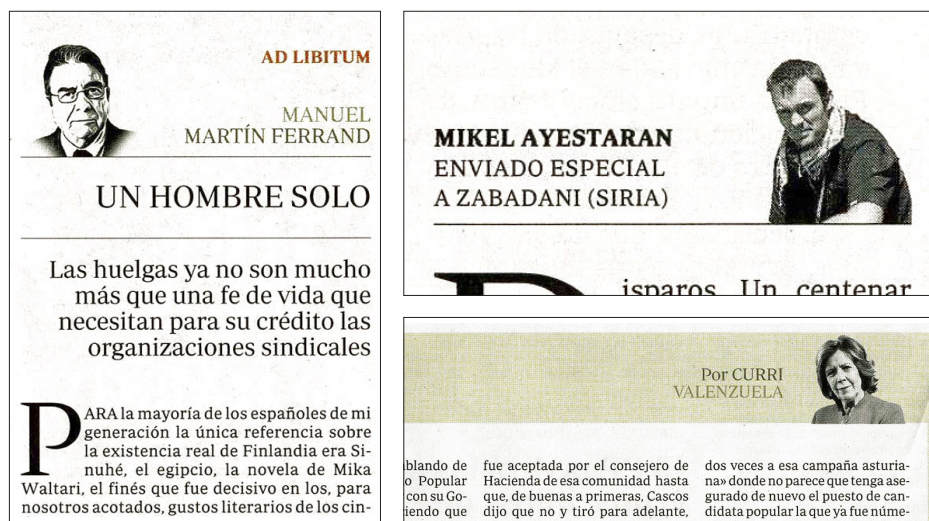 AD LIBITUM
MANUEL
MARTÍN FERRAND
UN HOMBRE SOLO
Las huelgas ya no son mucho
más que una fe de vida que
necesitan para su crédito las
organizaciones sindicales
PARA la mayoría de los españoles de mi
generación la única referencia sobre
la existencia real de Finlandia era Si-
nuhé, el egipcio, la novela de Mika
Waltari, el finés que fue decisivo en los, para
nosotros acotados, gustos literarios de los cin-
MIKEL AYESTARAN
ENVIADO ESPECIAL
A ZABADANI (SIRIA)
Disparos. Un centenar
Por CURRI
VALENZUELA
blando de
o Popular
con su Go-
iendo que
fue aceptada por el consejero de
Hacienda de esa comunidad hasta
que, de buenas a primeras, Cascos
dijo que no y tiró para adelante,
dos veces a esa campaña asturia-
na» donde no parece que tenga ase-
gurado de nuevo el puesto de can-
didata popular la que ya fue núme-